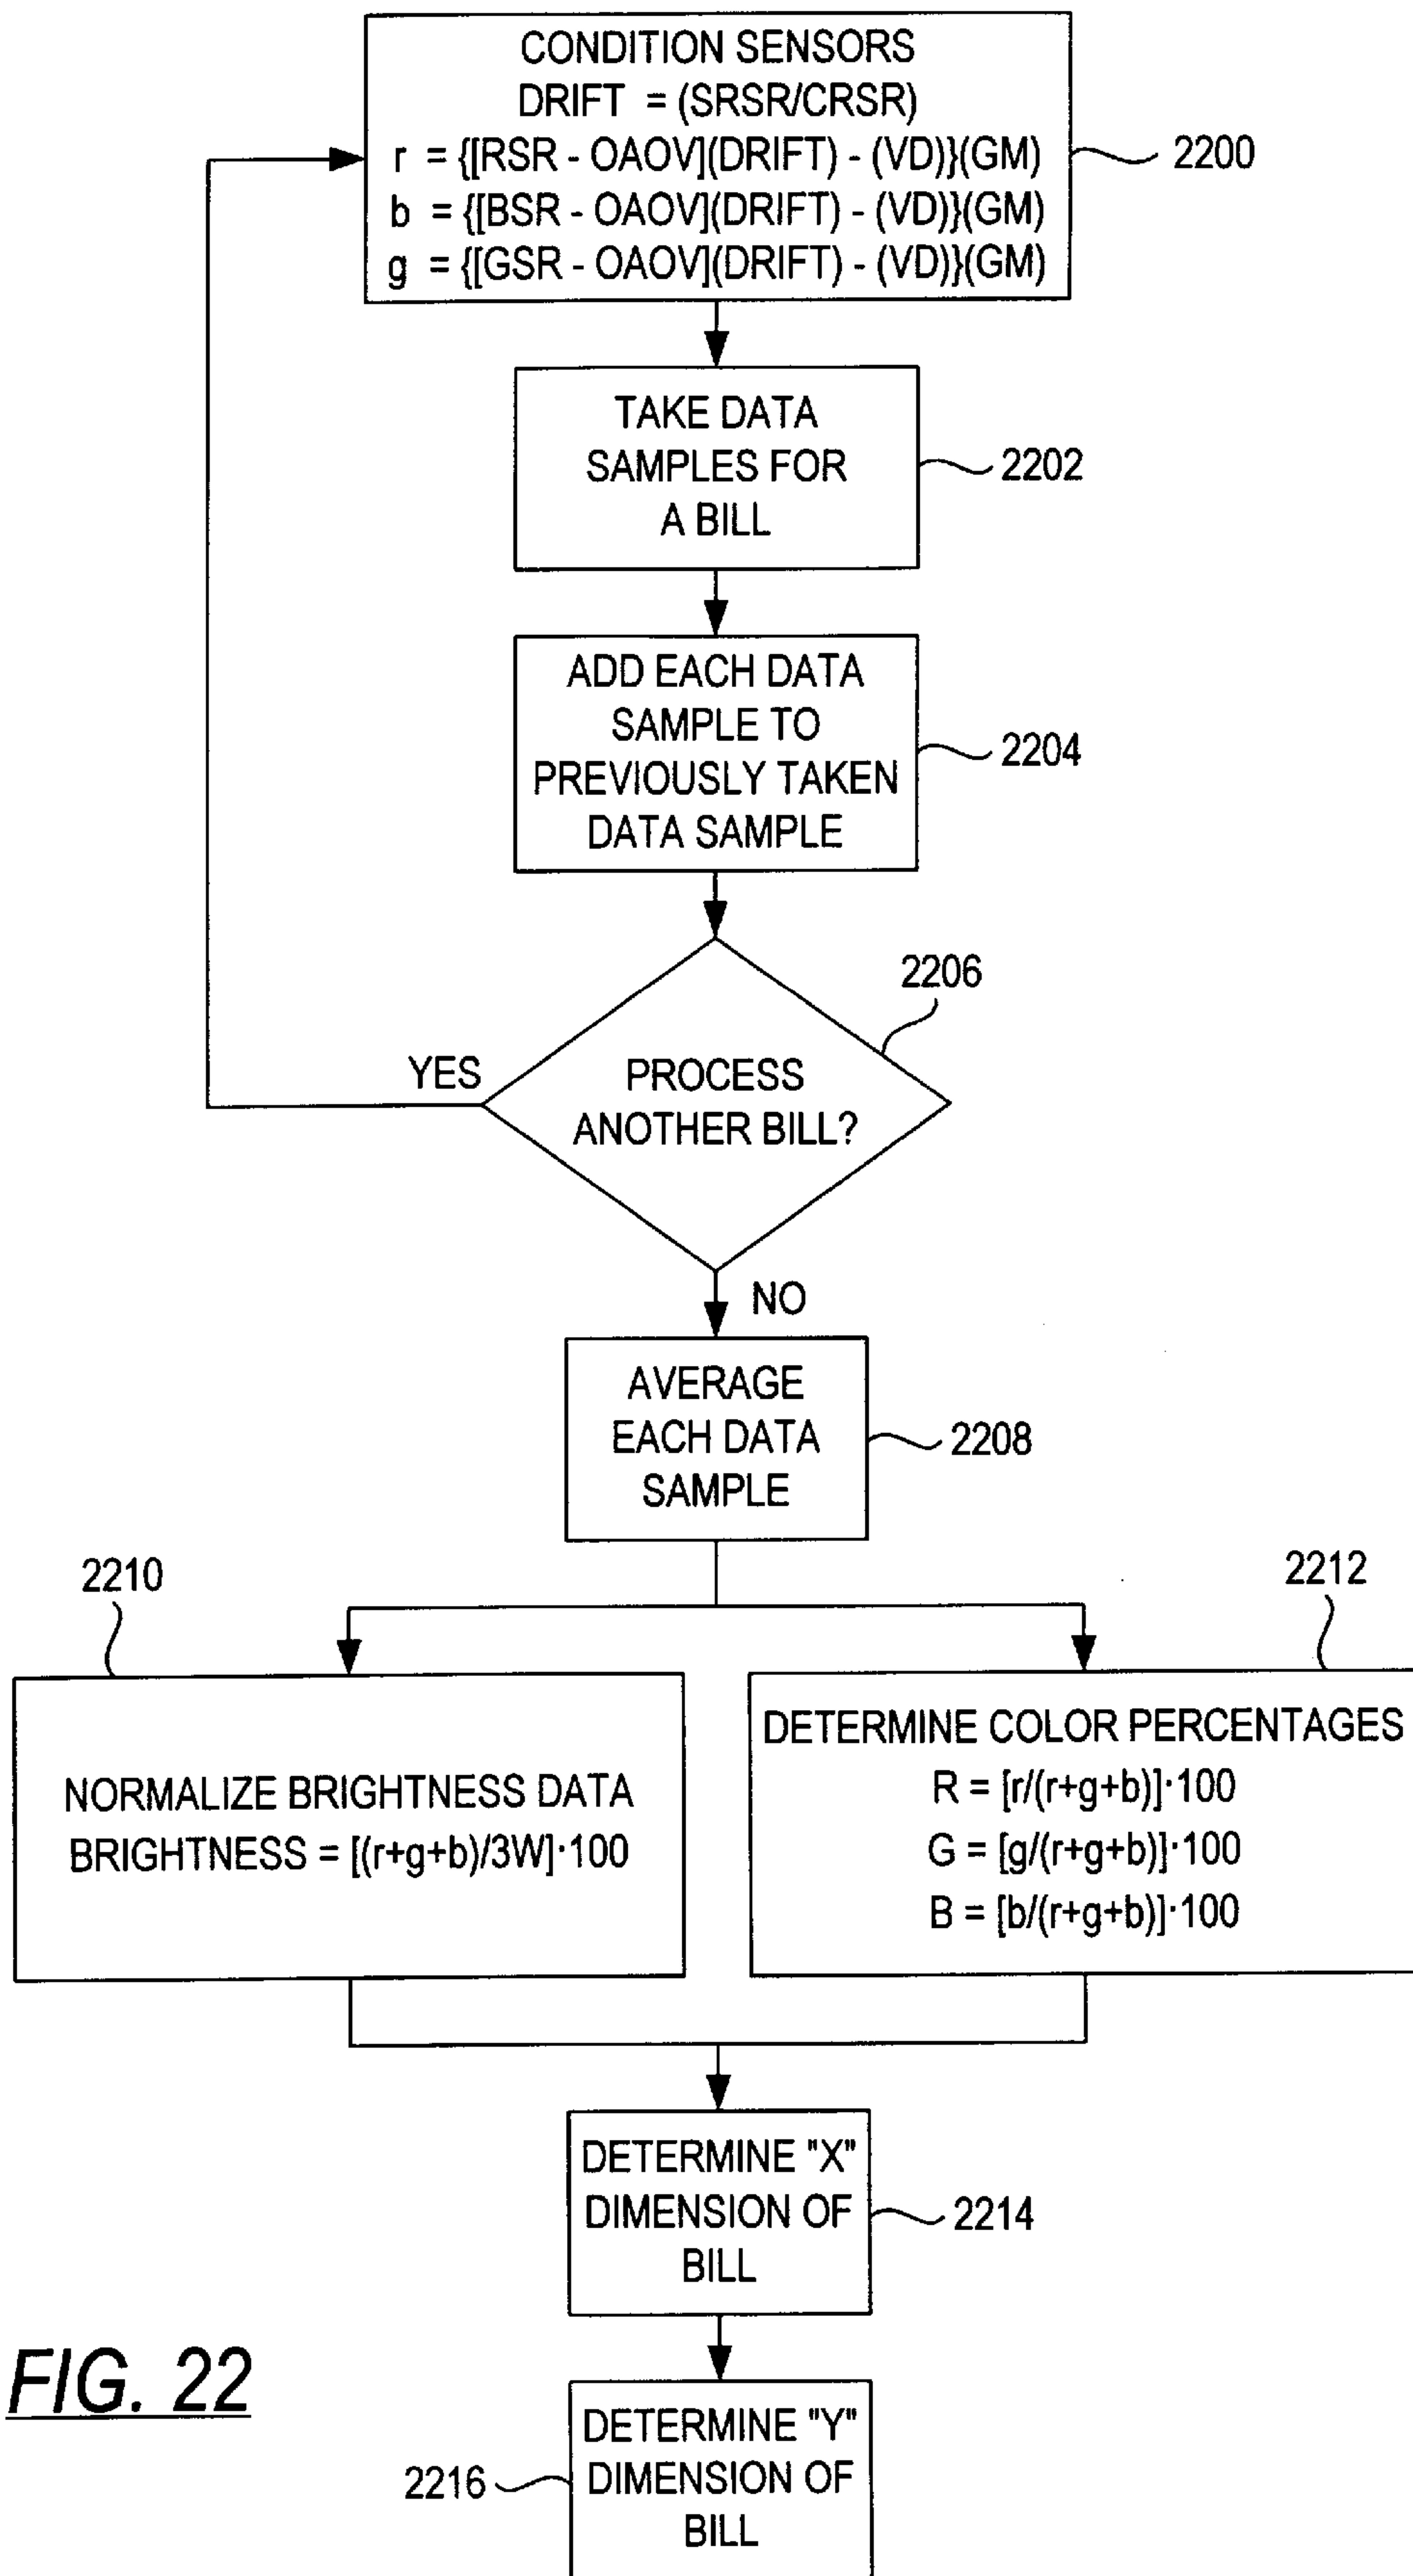 CONDITION SENSORS
DRIFT = (SRSR/CRSR)
r = {[RSR - OAOV](DRIFT) - (VD)}(GM)
b = {[BSR - OAOV](DRIFT) - (VD)}(GM)
g = {[GSR - OAOV](DRIFT) - (VD)}(GM)
2200
TAKE DATA
SAMPLES FOR
A BILL
2202
ADD EACH DATA
SAMPLE TO
PREVIOUSLY TAKEN
DATA SAMPLE
2204
2206
YES
PROCESS
ANOTHER BILL?
NO
AVERAGE
EACH DATA
SAMPLE
2208
2210
NORMALIZE BRIGHTNESS DATA
BRIGHTNESS = [(r+g+b)/3W]·100
2212
DETERMINE COLOR PERCENTAGES
R = [r/(r+g+b)]·100
G = [g/(r+g+b)]·100
B = [b/(r+g+b)]·100
DETERMINE "X"
DIMENSION OF
BILL
2214
DETERMINE "Y"
DIMENSION OF
BILL
2216
FIG. 22